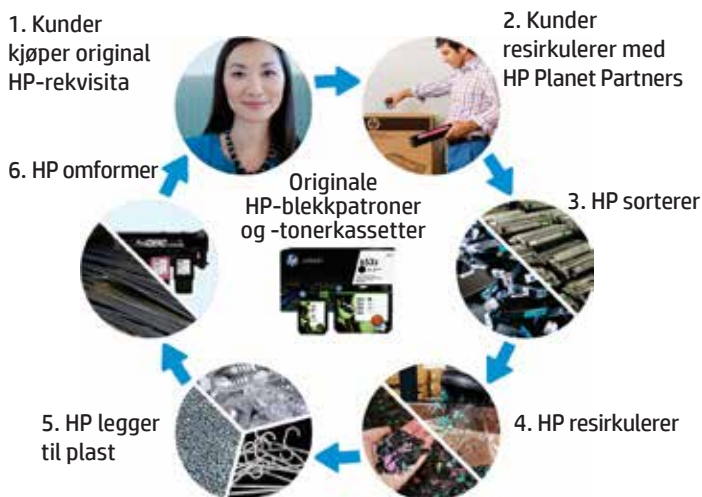 1. Kunder
kjøper original
HP-rekvisita
2. Kunder
resirkulerer med
HP Planet Partners
6. HP omformer
Originale
HP-blekkpatroner
og -tonerkassetter
3. HP sorterer
5. HP legger
til plast
4. HP resirkulerer